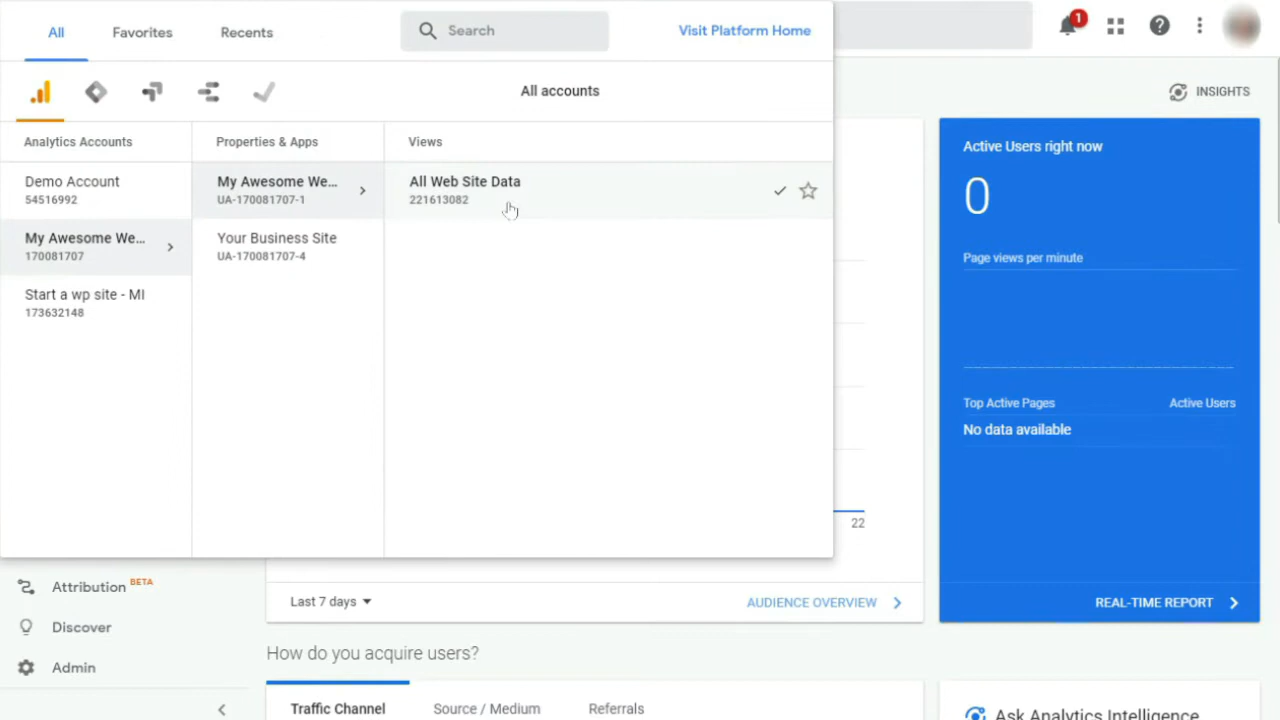 All Favorites Recents Search Visit Platform Home
All accounts
Analytics Accounts Properties & Apps Views
Demo Account
54516992
My Awesome We...
170081707
Start a wp site - MI
173632148
My Awesome We...
UA-170081707-1
Your Business Site
UA-170081707-4
All Web Site Data
221613082
1
INSIGHTS
Active Users right now
0
Page views per minute
Top Active Pages Active Users
No data available
REAL-TIME REPORT
22
Last 7 days AUDIENCE OVERVIEW
Attribution BETA
Discover
Admin
How do you acquire users?
Traffic Channel Source / Medium Referrals
Ask Analytics Intelligence